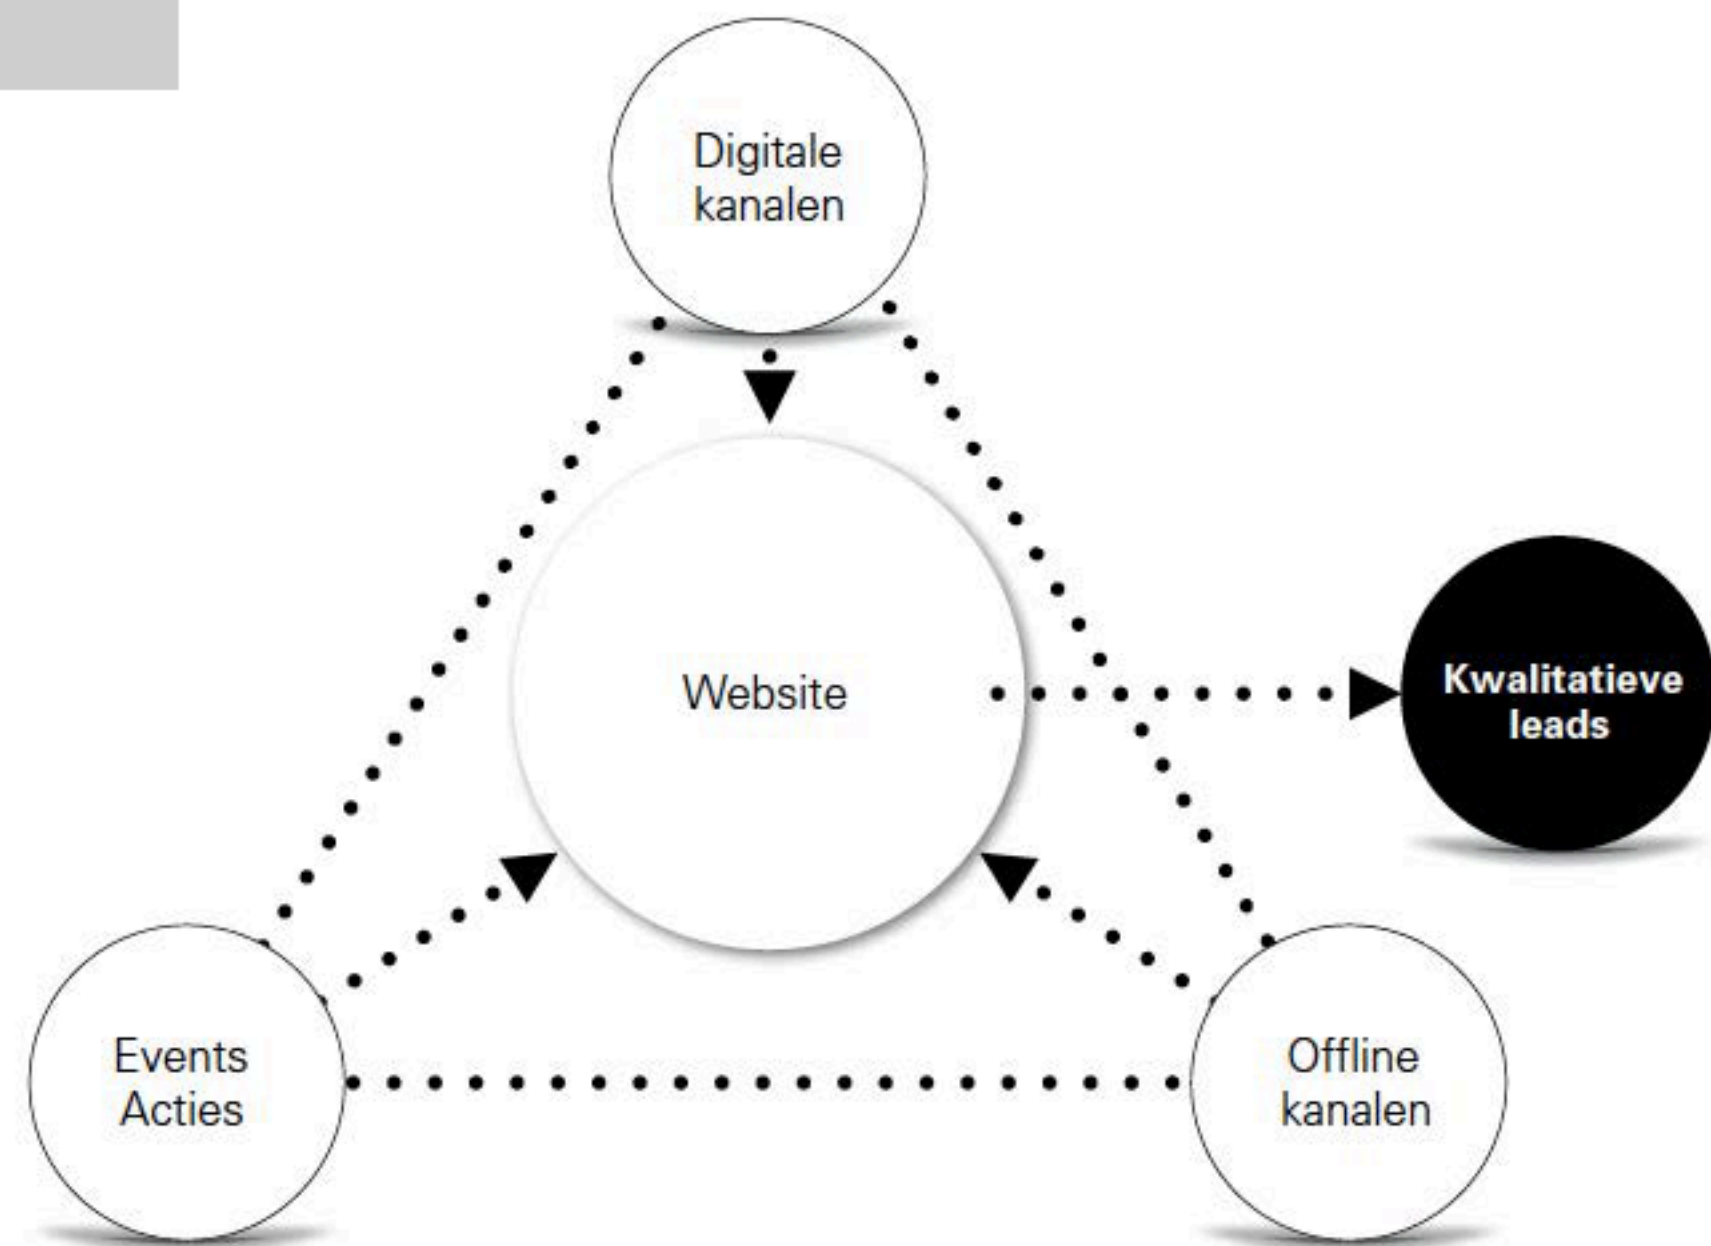 Digitale
kanalen
Website
Kwalitatieve
leads
Events
Acties
Offline
kanalen